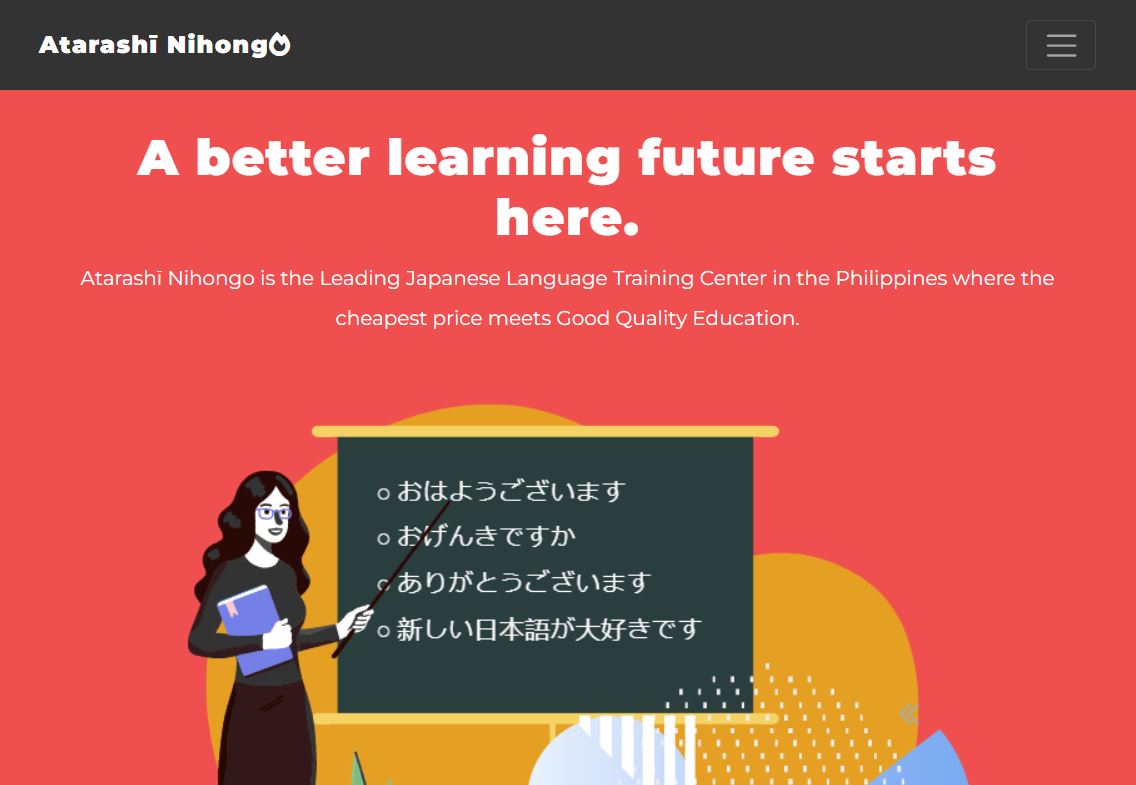 Atarashī Nihongo
A better learning future starts
here.
Atarashī Nihongo is the Leading Japanese Language Training Center in the Philippines where the
cheapest price meets Good Quality Education.
おはようございます
おげんきですか
ありがとうございます
新しい日本語が大好きです